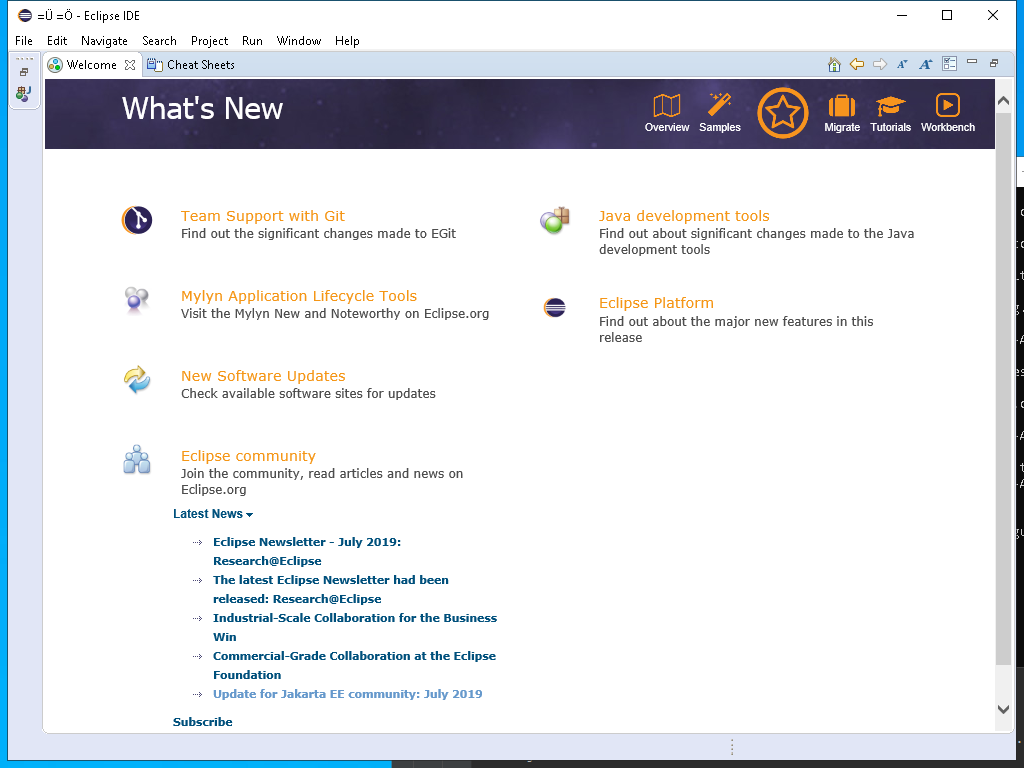 =Ü =Ö - Eclipse IDE
File Edit Navigate Search Project Run Window Help
Welcome Cheat Sheets
What's New
Overview Samples Migrate Tutorials Workbench
Team Support with Git
Find out the significant changes made to EGit
Java development tools
Find out about significant changes made to the Java
development tools
Mylyn Application Lifecycle Tools
Visit the Mylyn New and Noteworthy on Eclipse.org
Eclipse Platform
Find out about the major new features in this
release
New Software Updates
Check available software sites for updates
Eclipse community
Join the community, read articles and news on
Eclipse.org
Latest News
Eclipse Newsletter - July 2019:
Research@Eclipse
The latest Eclipse Newsletter had been
released: Research@Eclipse
Industrial-Scale Collaboration for the Business
Win
Commercial-Grade Collaboration at the Eclipse
Foundation
Update for Jakarta EE community: July 2019
Subscribe